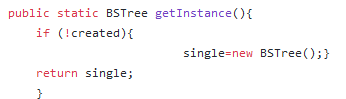 public static BSTree getInstance(){
    if (!created){
                        single=new BSTree();}
    return single;
    }